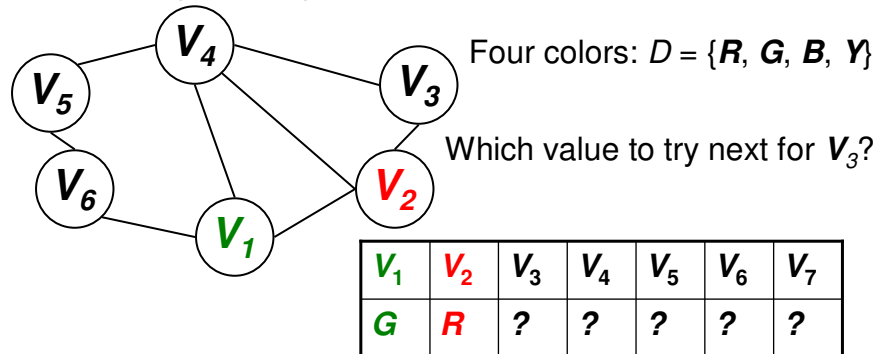 V4
Four colors: D = {R, G, B, Y}
V5
V3
Which value to try next for V3?
V6
V2
V1
V1 V2 V3 V4 V5 V6 V7
G R ? ? ? ? ?